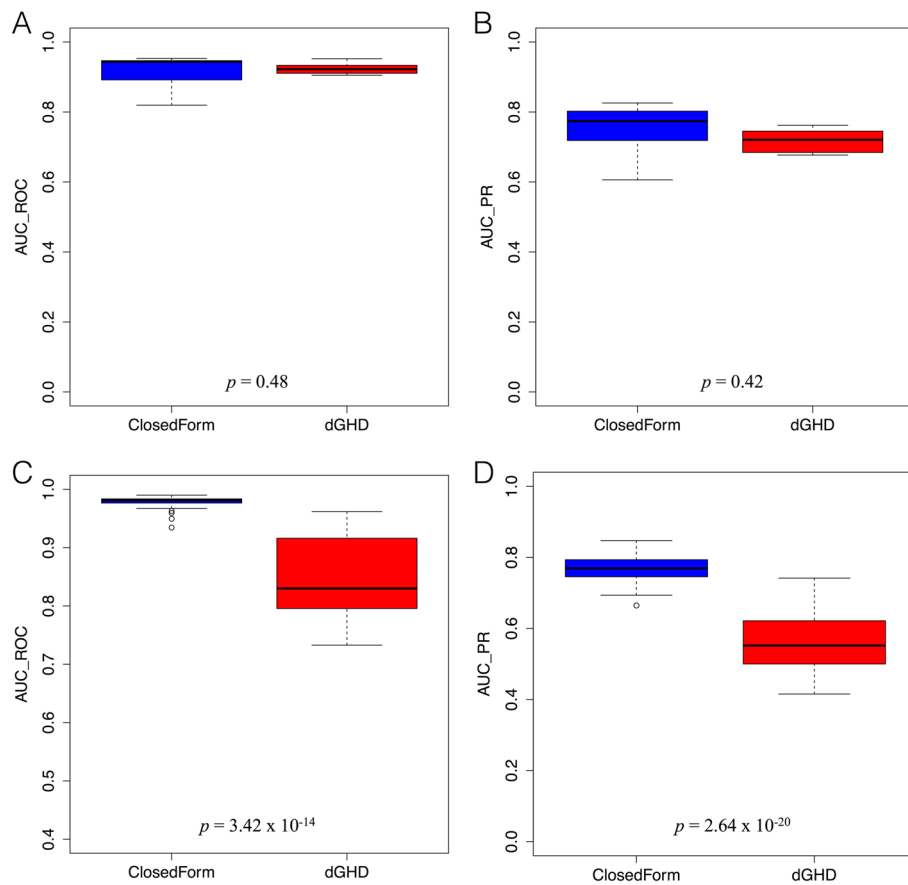 A
AUC_ROC
1.0
0.8
0.6
0.4
0.2
0.0
p = 0.48
ClosedForm dGHD
B
AUC_PR
1.0
0.8
0.6
0.4
0.2
0.0
p = 0.42
ClosedForm dGHD
C
AUC_ROC
1.0
0.9
0.8
0.7
0.6
0.5
0.4
p = 3.42 x 10⁻¹⁴
ClosedForm dGHD
D
AUC_PR
1.0
0.8
0.6
0.4
0.2
0.0
p = 2.64 x 10⁻²⁰
ClosedForm dGHD